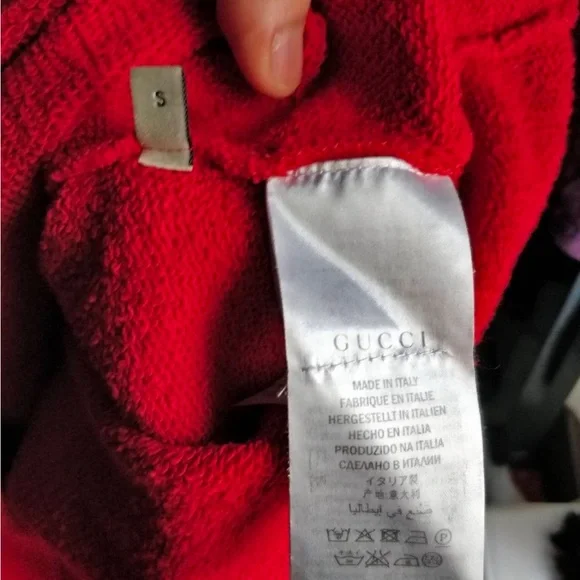 S
GUCCI
MADE IN ITALY
FABRIQUE EN ITALIE
HERGESTELLT IN ITALIEN
HECHO EN ITALIA
PRODUZIDO NA ITALIA
СДЕЛАНО В ИТАЛИИ
イタリア製
产地 意大利
صنع في إيطاليا
P